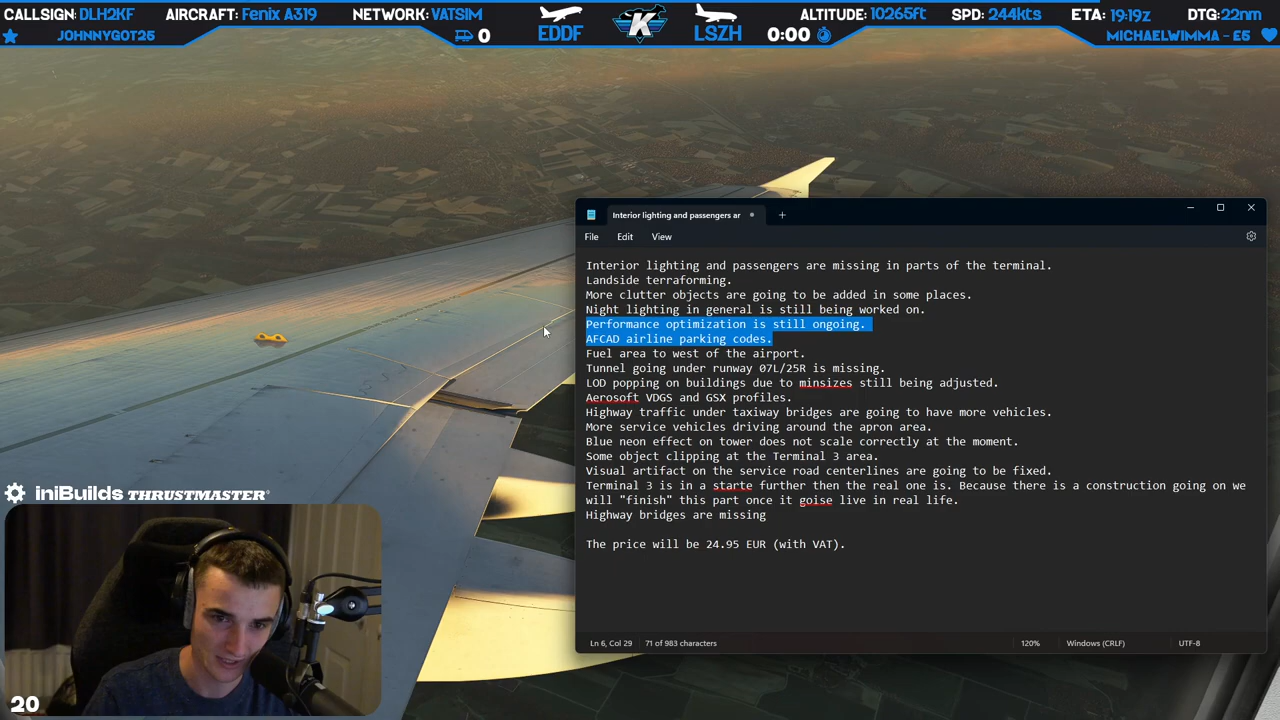 CALLSIGN: DLH2KF AIRCRAFT: Fenix A319 NETWORK: VATSIM ALTITUDE: 10265ft SPD: 244kts ETA: 19:19z DTG: 22nm
JOHNNYGOT25 0 EDDF K LSZH 0:00 MICHAELWIMMA - £5
Interior lighting and passengers ar
File Edit View
Interior lighting and passengers are missing in parts of the terminal.
Landside terraforming.
More clutter objects are going to be added in some places.
Night lighting in general is still being worked on.
Performance optimization is still ongoing.
AFCAD airline parking codes.
Fuel area to west of the airport.
Tunnel going under runway 07L/25R is missing.
LOD popping on buildings due to minsizes still being adjusted.
Aerosoft VDGS and GSX profiles.
Highway traffic under taxiway bridges are going to have more vehicles.
More service vehicles driving around the apron area.
Blue neon effect on tower does not scale correctly at the moment.
Some object clipping at the Terminal 3 area.
Visual artifact on the service road centerlines are going to be fixed.
Terminal 3 is in a starte further then the real one is. Because there is a construction going on we
will "finish" this part once it goise live in real life.
Highway bridges are missing
The price will be 24.95 EUR (with VAT).
Ln 6, Col 29 71 of 983 characters 120% Windows (CRLF) UTF-8
iniBuilds THRUSTMASTER
20